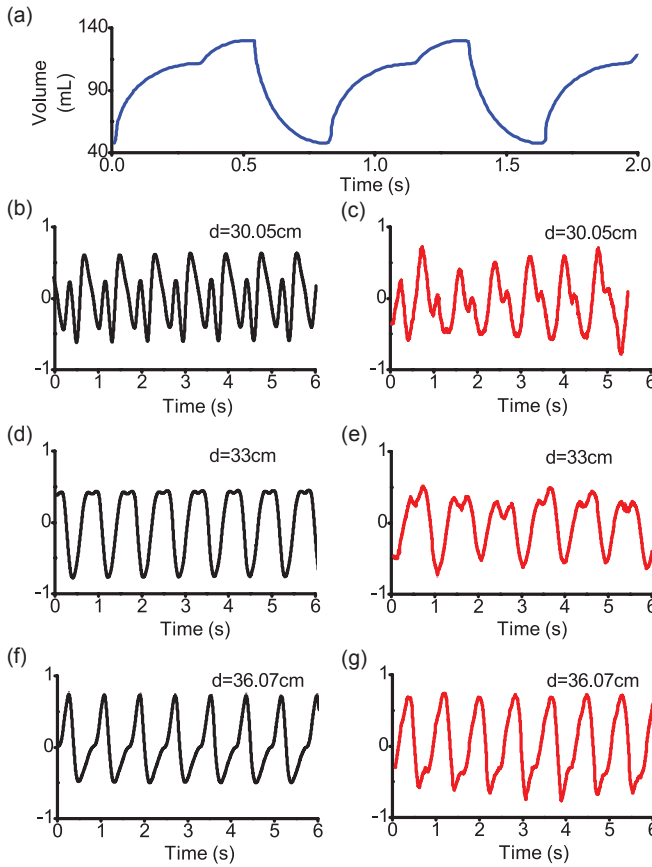 (a)
140
90
40
Volume
(mL)
0.0 0.5 1.0 1.5 2.0
Time (s)
(b)
d=30.05cm
1
0
-1
0 1 2 3 4 5 6
Time (s)
(c)
d=30.05cm
1
0
-1
0 1 2 3 4 5 6
Time (s)
(d)
d=33cm
1
0
-1
0 1 2 3 4 5 6
Time (s)
(e)
d=33cm
1
0
-1
0 1 2 3 4 5 6
Time (s)
(f)
d=36.07cm
1
0
-1
0 1 2 3 4 5 6
Time (s)
(g)
d=36.07cm
1
0
-1
0 1 2 3 4 5 6
Time (s)